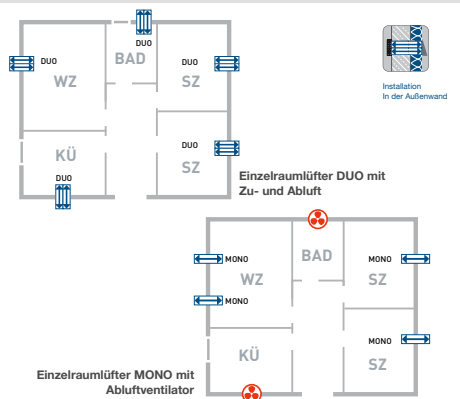 DUO
DUO
BAD
DUO
WZ
SZ
Installation
In der Außenwand
DUO
KÜ
SZ
DUO
Einzelraumlüfter DUO mit
Zu- und Abluft
MONO
BAD
MONO
WZ
SZ
MONO
MONO
KÜ
SZ
Einzelraumlüfter MONO mit
Abluftventilator